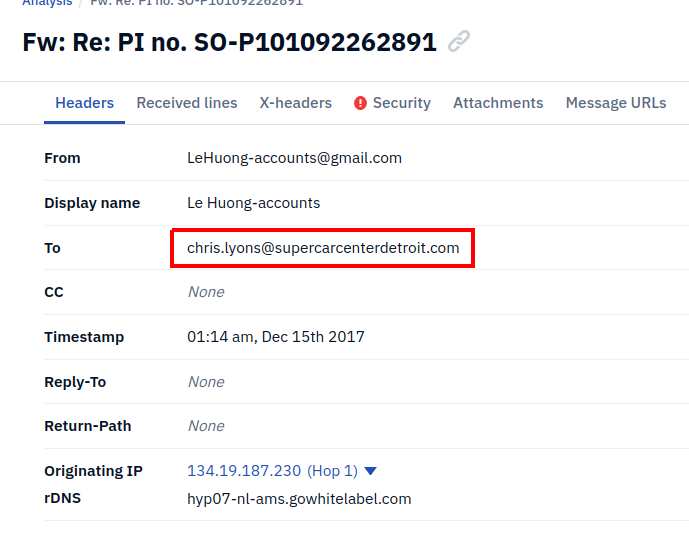 Analysis / Fw: Re: PI no. SO-P101092262891
Fw: Re: PI no. SO-P101092262891
Headers Received lines X-headers Security Attachments Message URLs
From LeHuong-accounts@gmail.com
Display name Le Huong-accounts
To chris.lyons@supercarcenterdetroit.com
CC None
Timestamp 01:14 am, Dec 15th 2017
Reply-To None
Return-Path None
Originating IP 134.19.187.230 (Hop 1)
rDNS hyp07-nl-ams.gowhitelabel.com